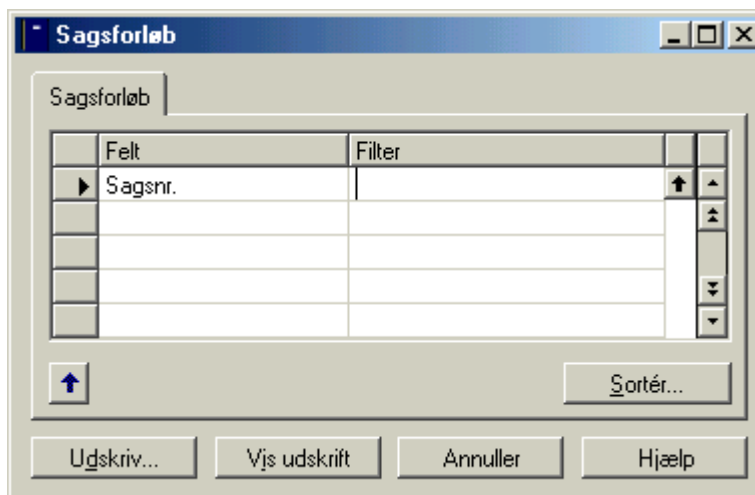 Sagsforløb
Sagsforløb
Felt Filter
Sagsnr.
Sortér...
Udskriv... Vis udskrift Annuller Hjælp